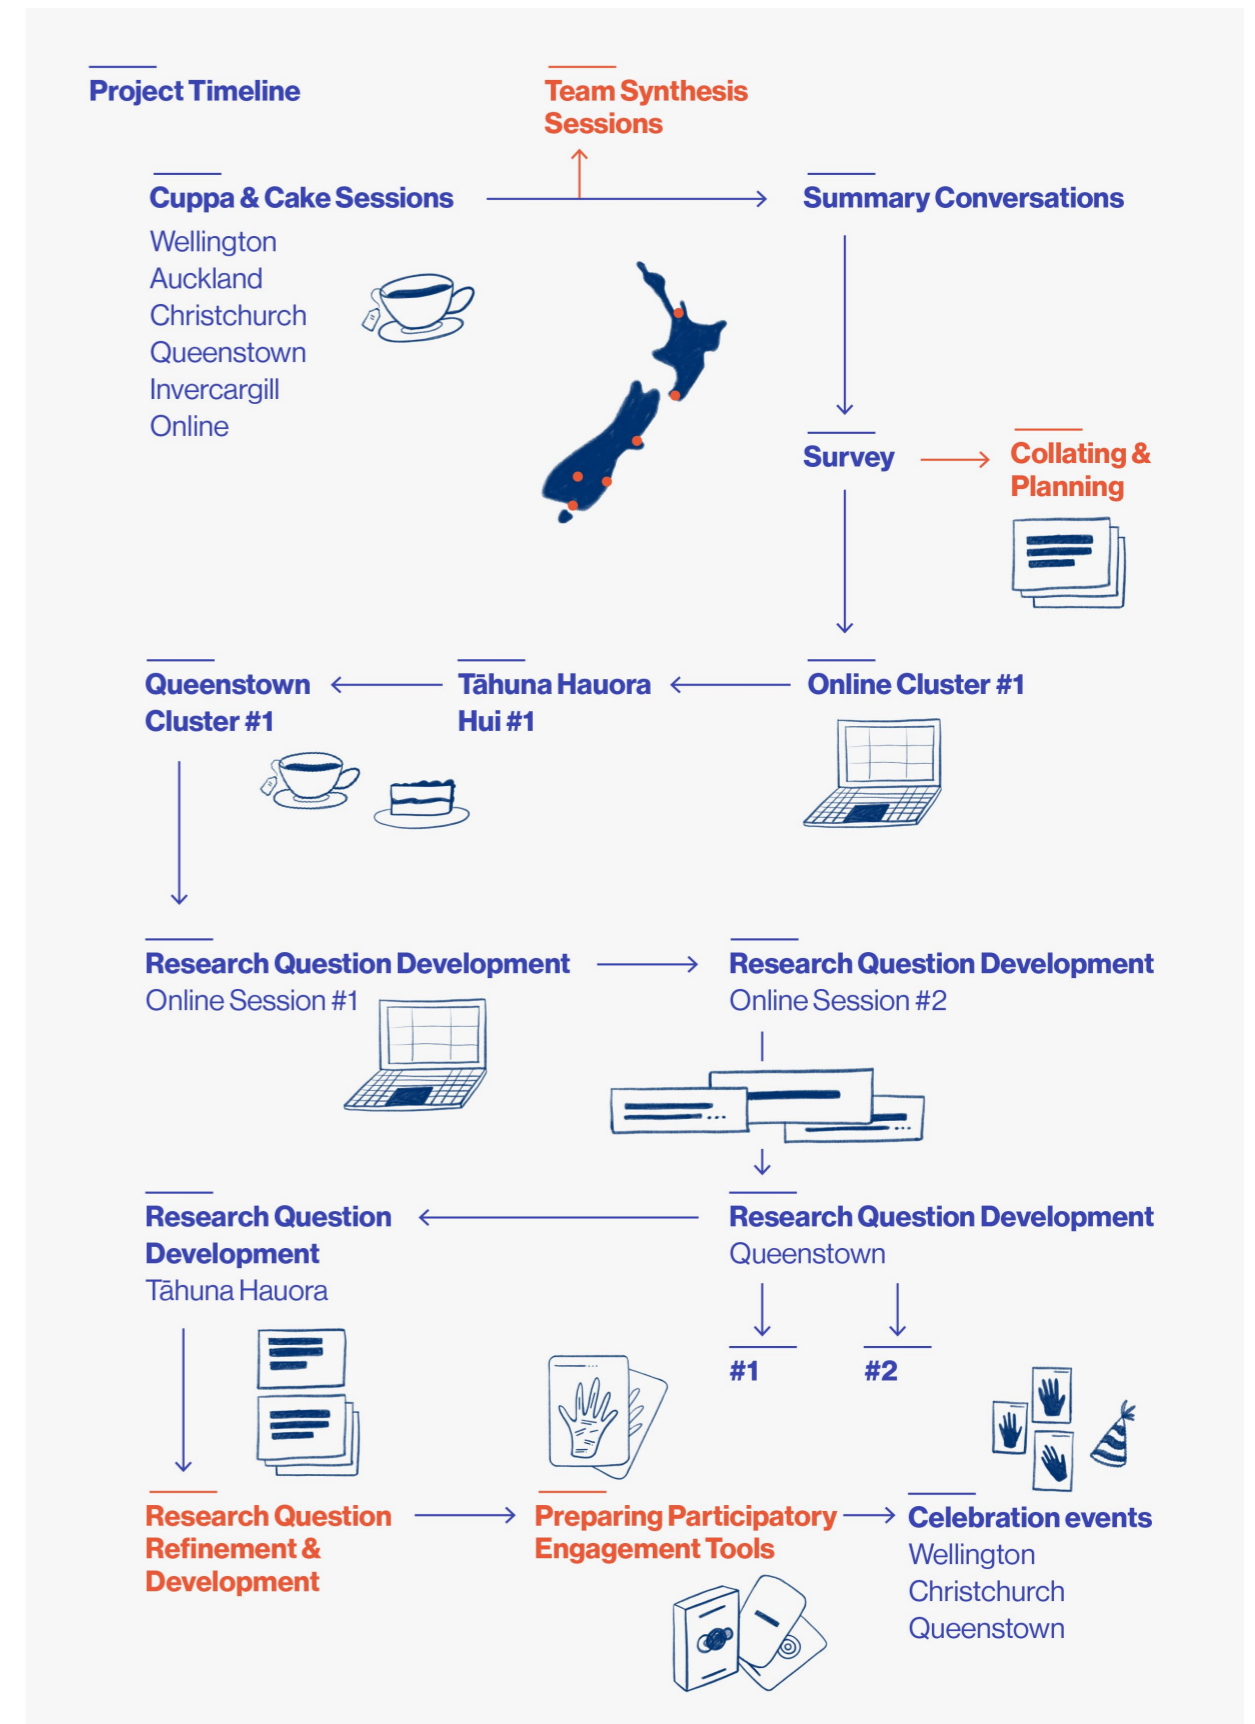 Project Timeline
Team Synthesis
Sessions
Cuppa & Cake Sessions
Wellington
Auckland
Christchurch
Queenstown
Invercargill
Online
Summary Conversations
Survey
Collating &
Planning
Online Cluster #1
Tāhuna Hauora
Hui #1
Queenstown
Cluster #1
Research Question Development
Online Session #1
Research Question Development
Online Session #2
Research Question Development
Queenstown
#1
#2
Research Question
Development
Tāhuna Hauora
Research Question
Refinement &
Development
Preparing Participatory
Engagement Tools
Celebration events
Wellington
Christchurch
Queenstown